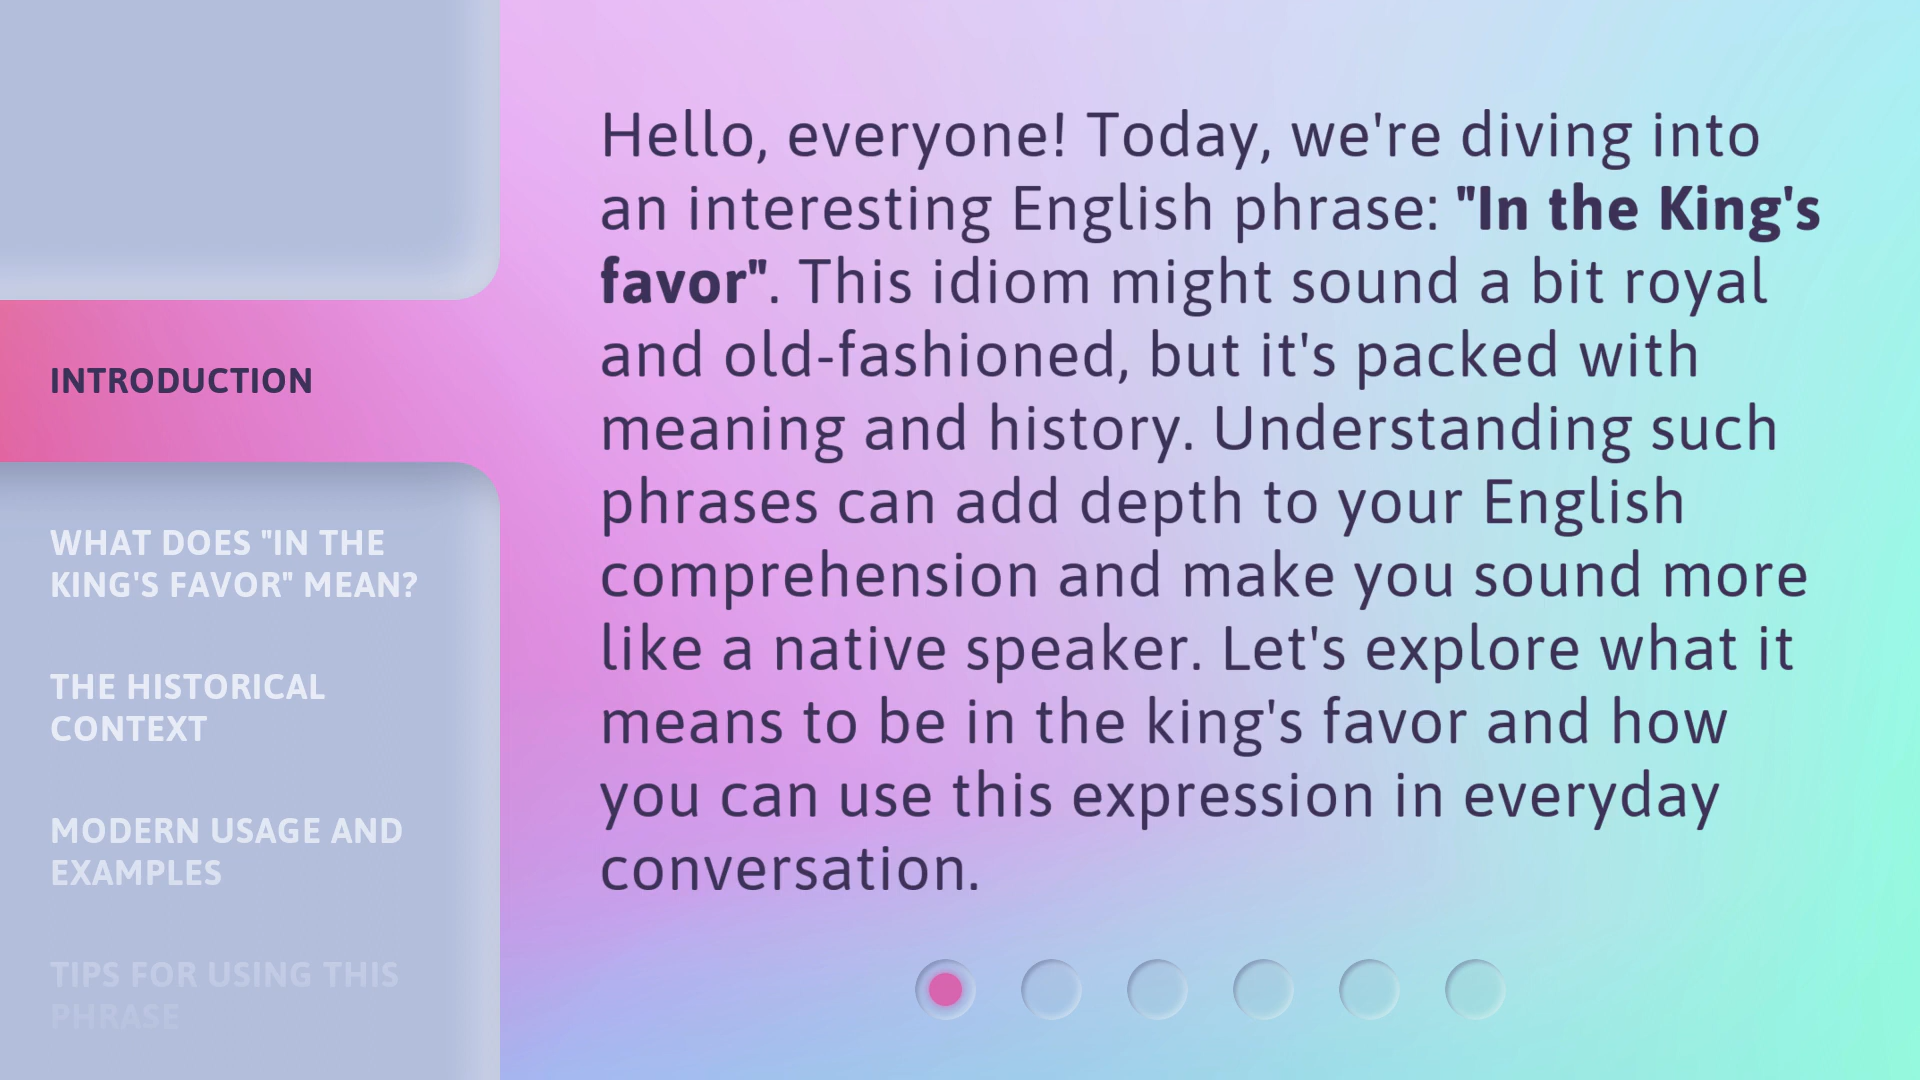 INTRODUCTION
WHAT DOES "IN THE
KING'S FAVOR" MEAN?
THE HISTORICAL
CONTEXT
MODERN USAGE AND
EXAMPLES
TIPS FOR USING THIS
PHRASE
Hello, everyone! Today, we're diving into
an interesting English phrase: "In the King's
favor". This idiom might sound a bit royal
and old-fashioned, but it's packed with
meaning and history. Understanding such
phrases can add depth to your English
comprehension and make you sound more
like a native speaker. Let's explore what it
means to be in the king's favor and how
you can use this expression in everyday
conversation.